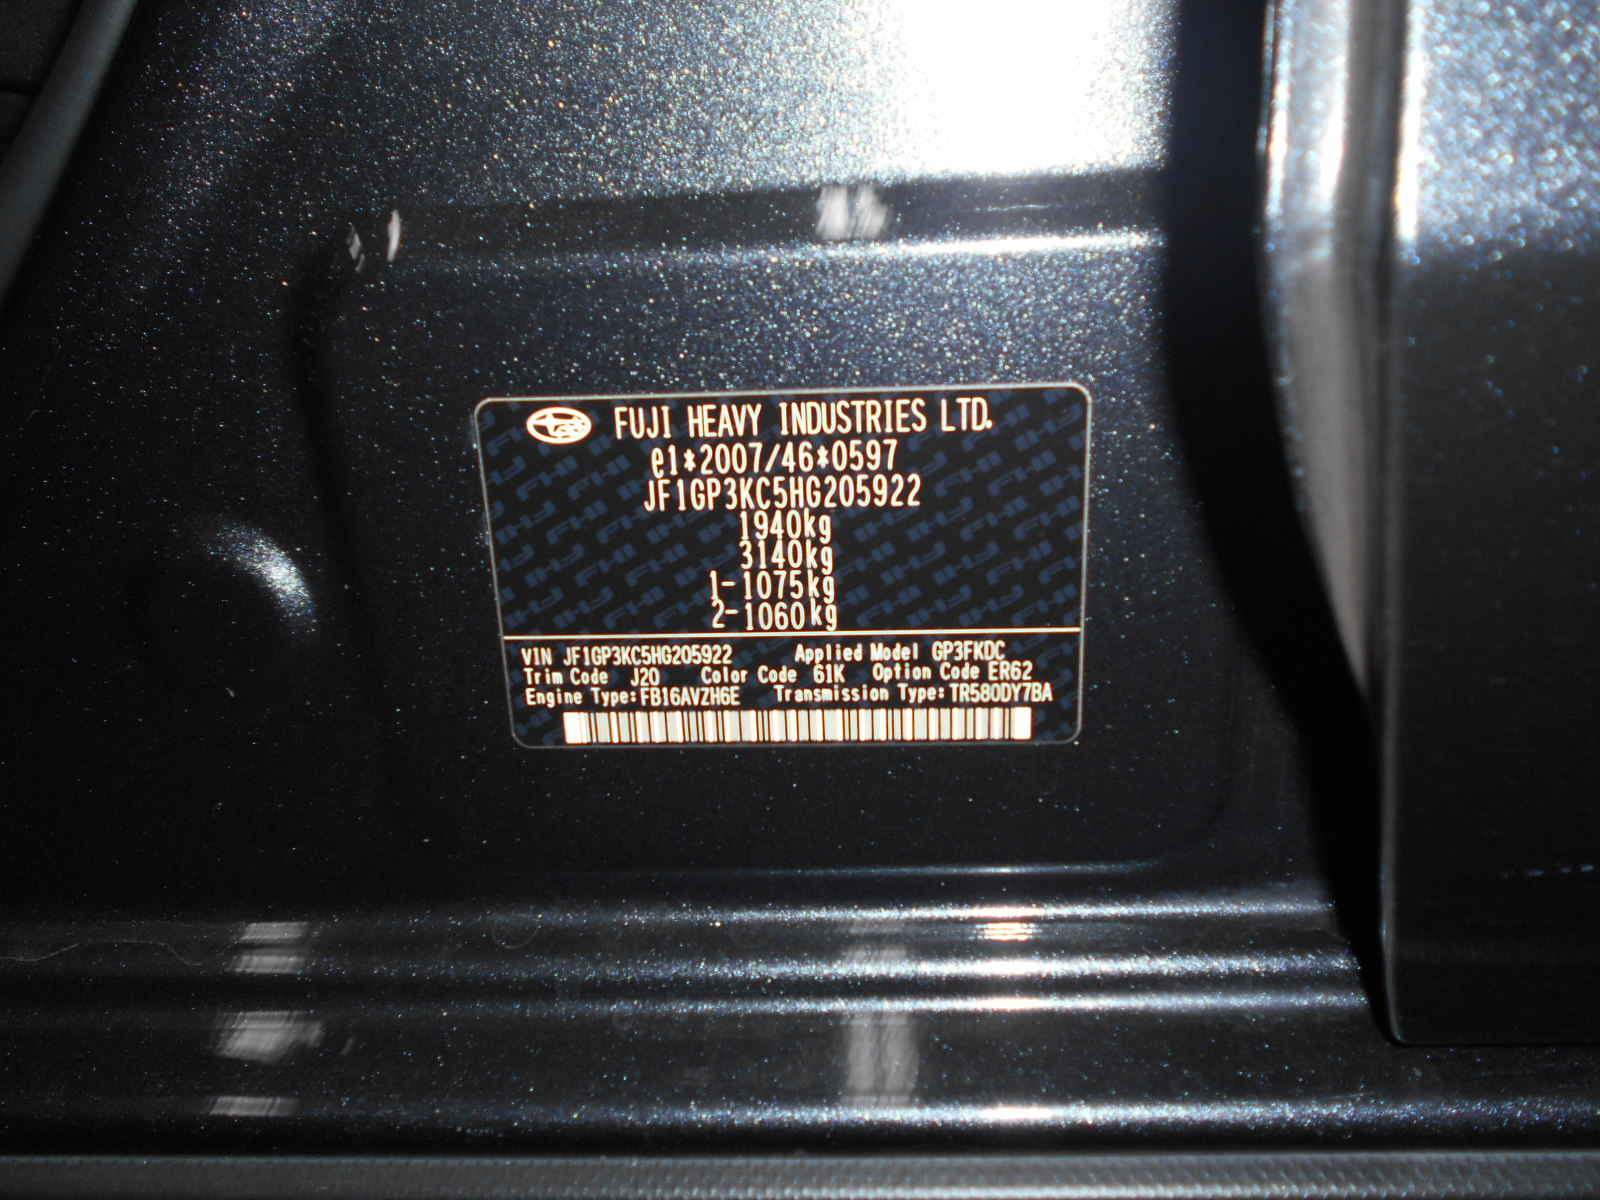 FUJI HEAVY INDUSTRIES LTD.
e1*2007/46*0597
JF1GP3KC5HG205922
1940kg
3140kg
1-1075kg
2-1060kg
VIN JF1GP3KC5HG205922 Applied Model GP3FKDC
Trim Code J20 Color Code 61K Option Code ER62
Engine Type:FB16AVZH6E Transmission Type:TR580DY7BA